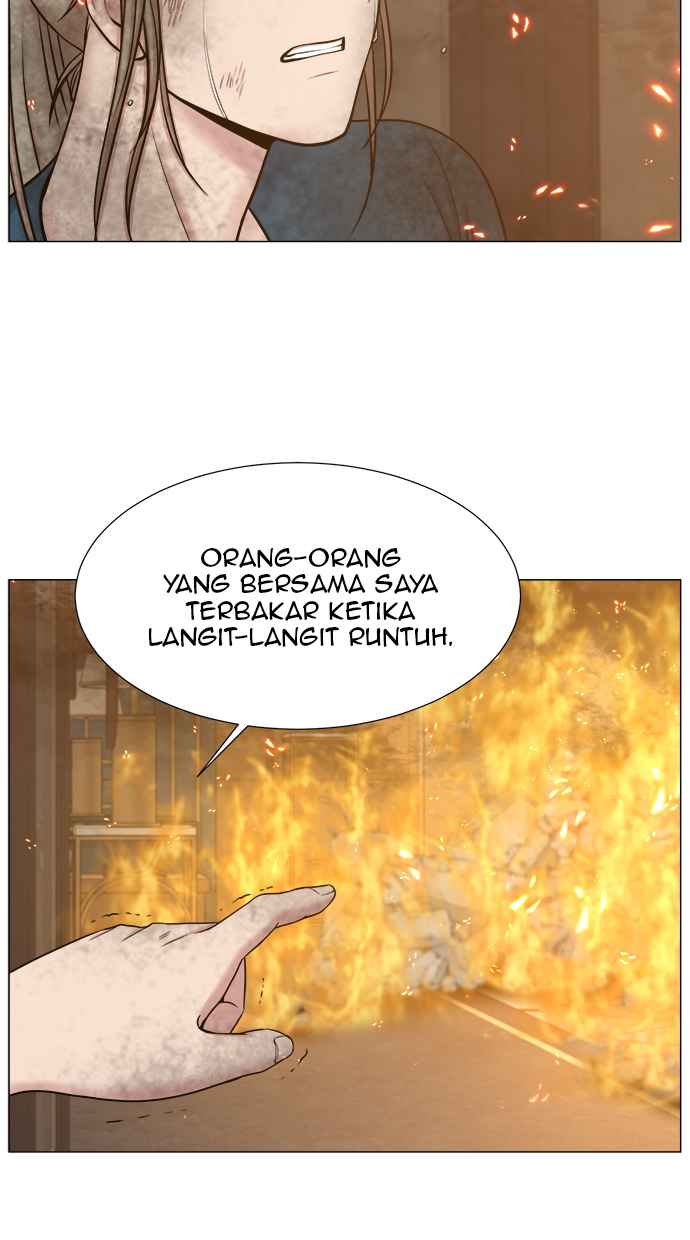 ORANG-ORANG
YANG BERSAMA SAYA
TERBAKAR KETIKA
LANGIT-LANGIT RUNTUH.